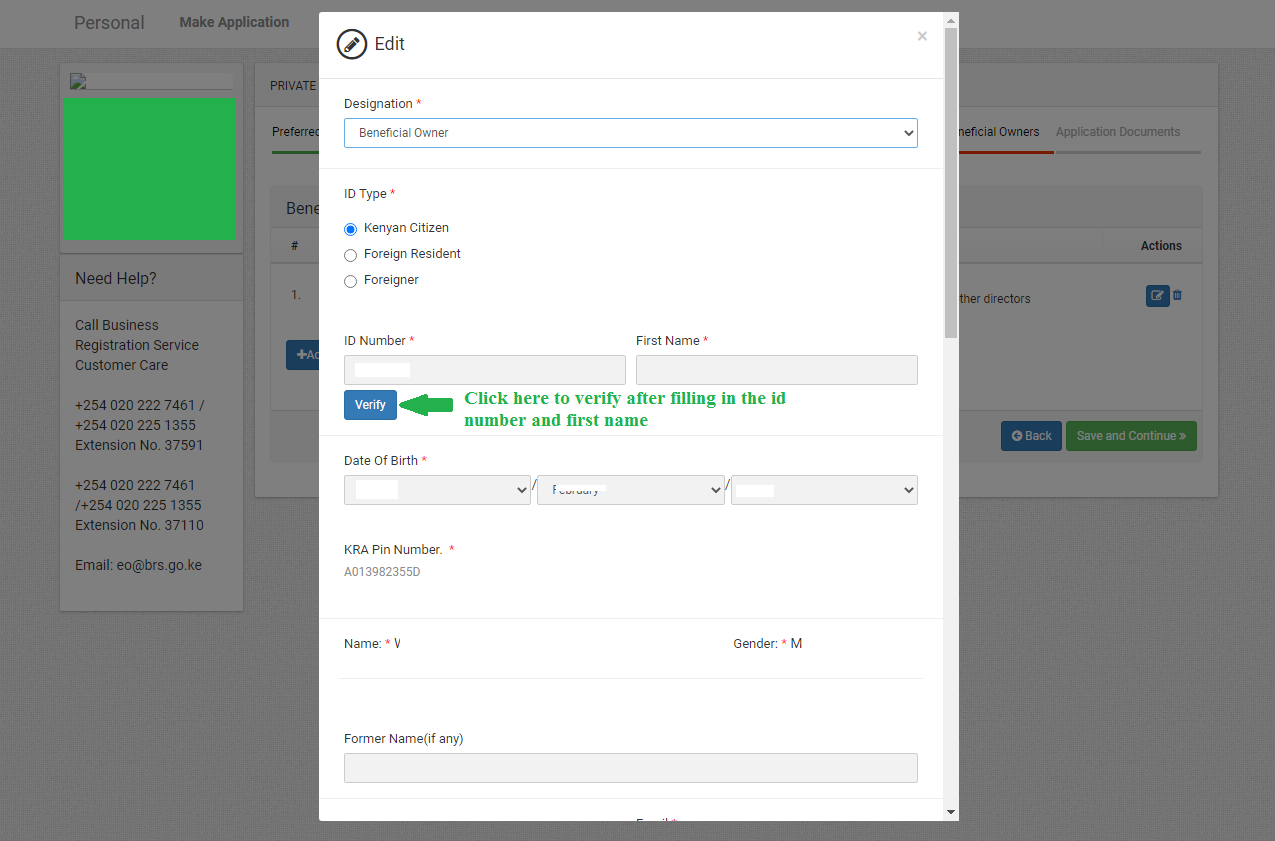 Personal
Make Application
Edit
×
PRIVATE
Designation *
Beneficial Owner
Preferred
neficial Owners
Application Documents
ID Type *
Kenyan Citizen
Foreign Resident
Foreigner
Bene
#
Actions
1.
ther directors
Need Help?
Call Business
Registration Service
Customer Care
+254 020 222 7461 /
+254 020 225 1355
Extension No. 37591
+254 020 222 7461
/+254 020 225 1355
Extension No. 37110
Email: eo@brs.go.ke
ID Number *
First Name *
Verify
Click here to verify after filling in the id
number and first name
Back
Save and Continue »
Date Of Birth *
/ February /
KRA Pin Number. *
A013982355D
Name: *
Gender: * M
Former Name(if any)
Email *